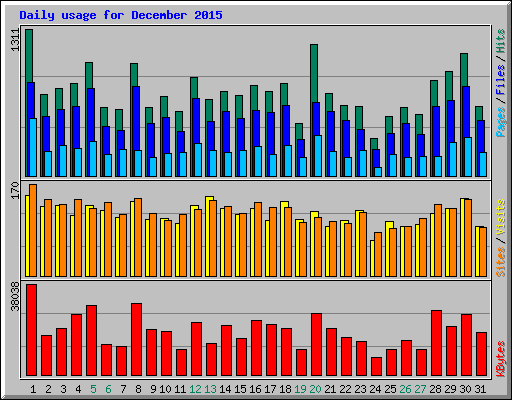 Daily usage for December 2015
1311
Pages / Files / Hits
170
Sites / Visits
38038
KBytes
1 2 3 4 5 6 7 8 9 10 11 12 13 14 15 16 17 18 19 20 21 22 23 24 25 26 27 28 29 30 31